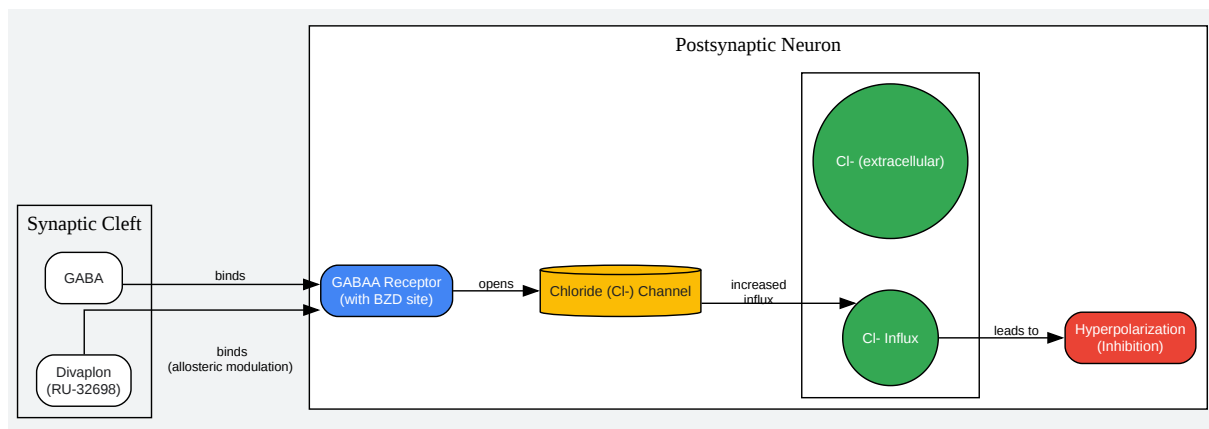 Postsynaptic Neuron
Cl- (extracellular)
Synaptic Cleft
GABA
binds
GABAA Receptor
(with BZD site)
opens
Chloride (Cl-) Channel
increased
influx
Cl- Influx
leads to
Hyperpolarization
(Inhibition)
binds
(allosteric modulation)
Divaplon
(RU-32698)